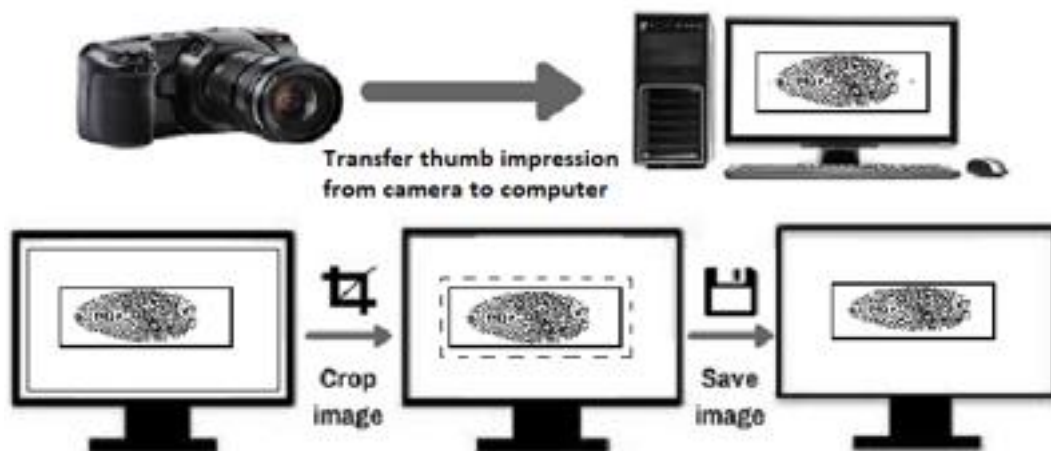 Transfer thumb impression
from camera to computer
Crop
image
Save
image